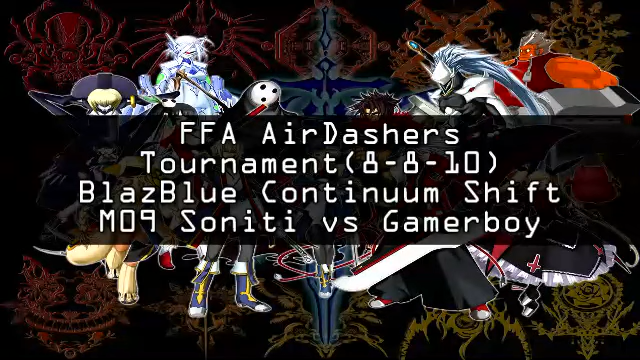 FFA AirDashers
Tournament(8-8-10)
BlazBlue Continuum Shift
M09 Soniti vs Gamerboy